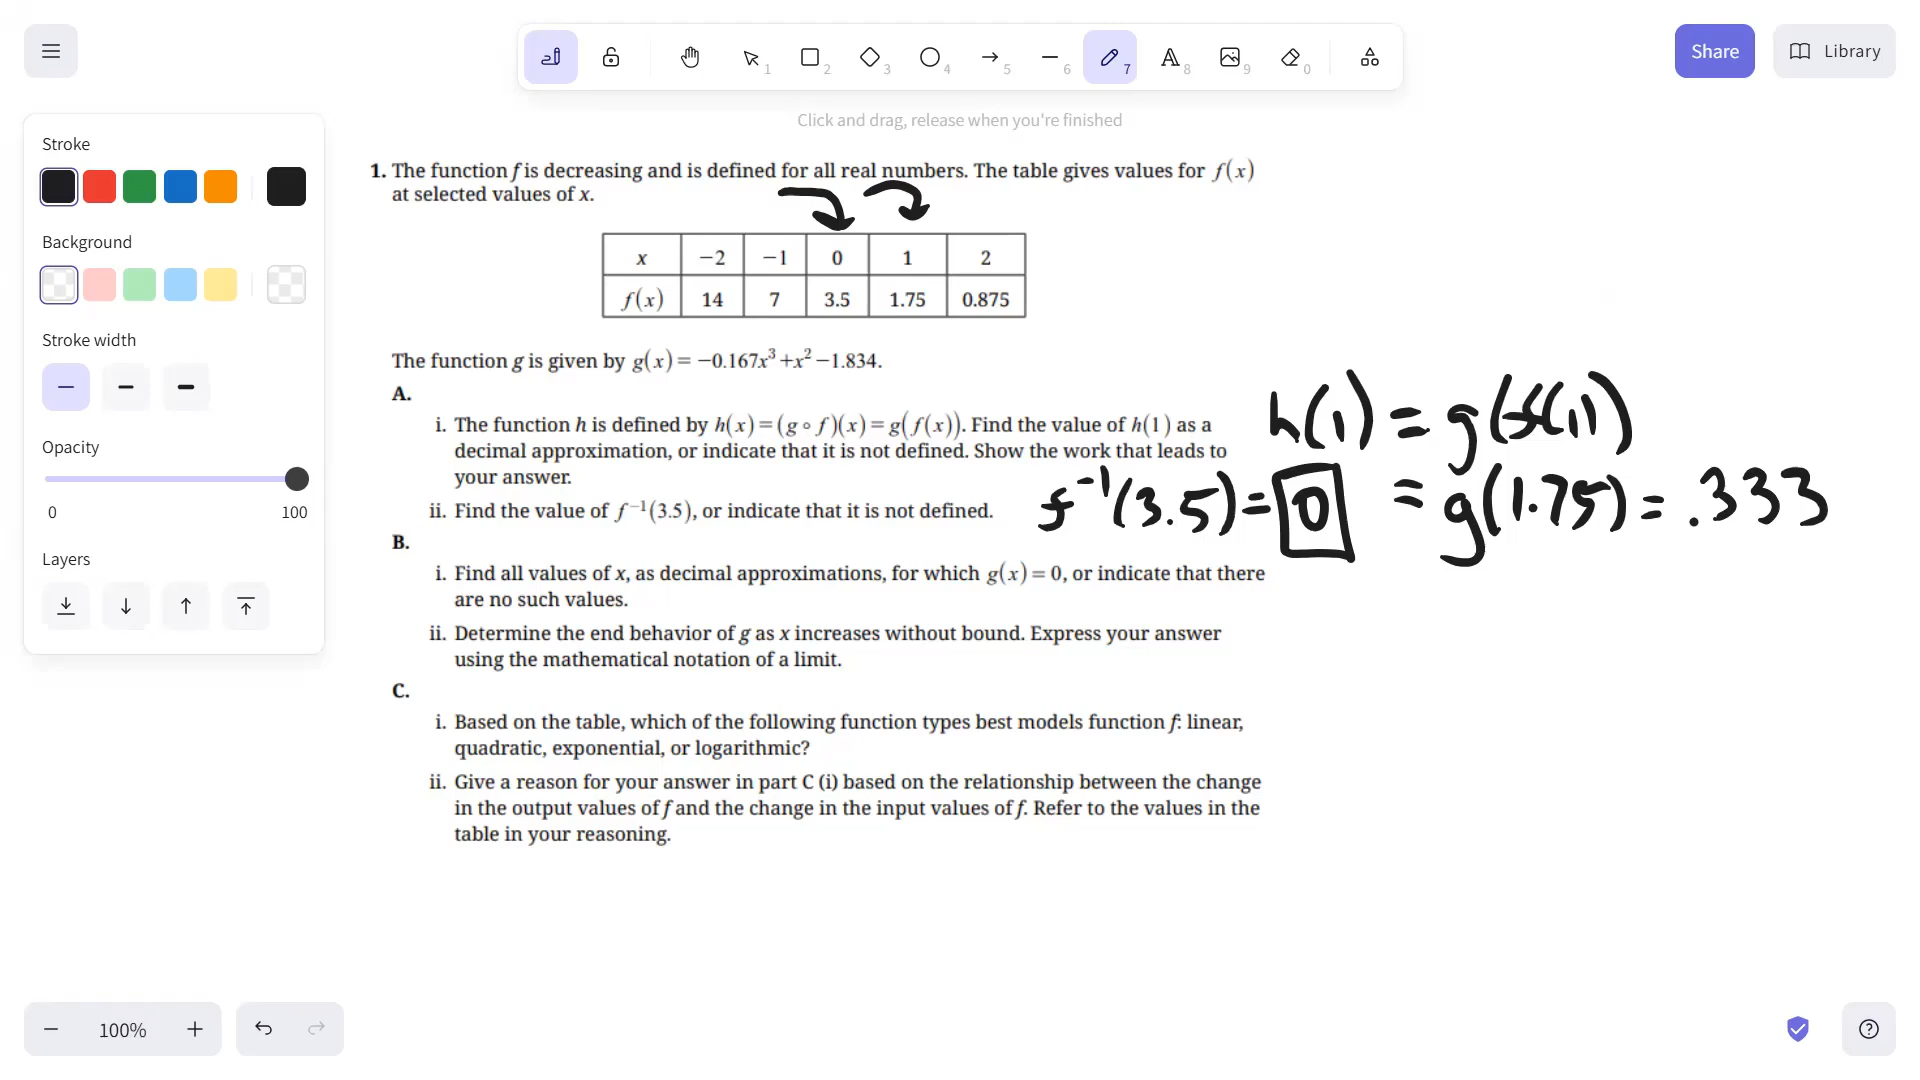 Share
Library
1 2 3 4 5 6 7 8 9 0
Click and drag, release when you're finished
Stroke
Background
Stroke width
Opacity
0 100
Layers
1. The function f is decreasing and is defined for all real numbers. The table gives values for f(x)
at selected values of x.
x −2 −1 0 1 2
f(x) 14 7 3.5 1.75 0.875
The function g is given by g(x) = −0.167x³+x²−1.834.
A.
i. The function h is defined by h(x)=(g∘f)(x)=g(f(x)). Find the value of h(1) as a
decimal approximation, or indicate that it is not defined. Show the work that leads to
your answer.
ii. Find the value of f⁻¹(3.5), or indicate that it is not defined.
h(1) = g(f(1))
f⁻¹(3.5) = 0
= g(1.75) = .333
B.
i. Find all values of x, as decimal approximations, for which g(x) = 0, or indicate that there
are no such values.
ii. Determine the end behavior of g as x increases without bound. Express your answer
using the mathematical notation of a limit.
C.
i. Based on the table, which of the following function types best models function f: linear,
quadratic, exponential, or logarithmic?
ii. Give a reason for your answer in part C (i) based on the relationship between the change
in the output values of f and the change in the input values of f. Refer to the values in the
table in your reasoning.
100%